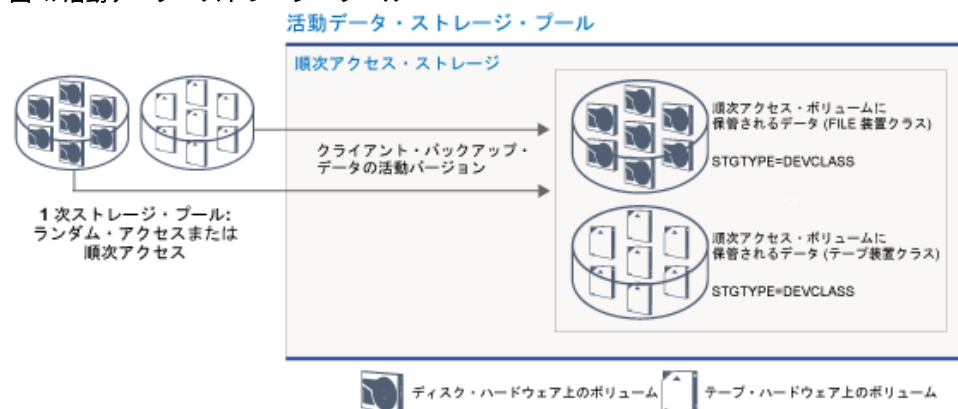 活動データ・ストレージ・プール
順次アクセス・ストレージ
順次アクセス・ボリュームに
保管されるデータ (FILE 装置クラス)
STGTYPE=DEVCLASS
クライアント・バックアップ・
データの活動バージョン
1 次ストレージ・プール:
ランダム・アクセスまたは
順次アクセス
順次アクセス・ボリュームに
保管されるデータ (テープ装置クラス)
STGTYPE=DEVCLASS
ディスク・ハードウェア上のボリューム
テープ・ハードウェア上のボリューム